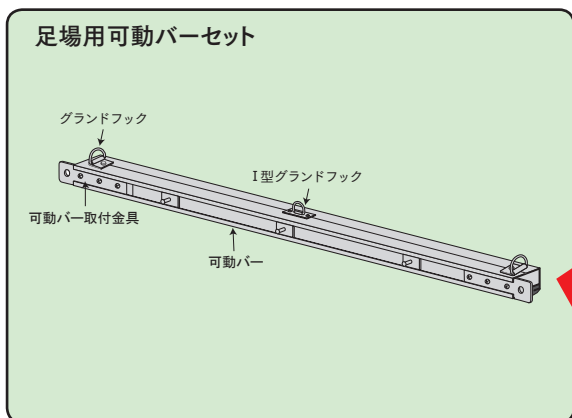 足場用可動バーセット
グランドフック
I型グランドフック
可動バー取付金具
可動バー